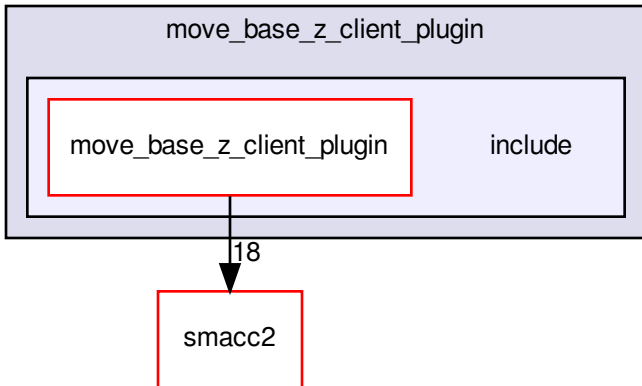 move_base_z_client_plugin
move_base_z_client_plugin include
18
smacc2